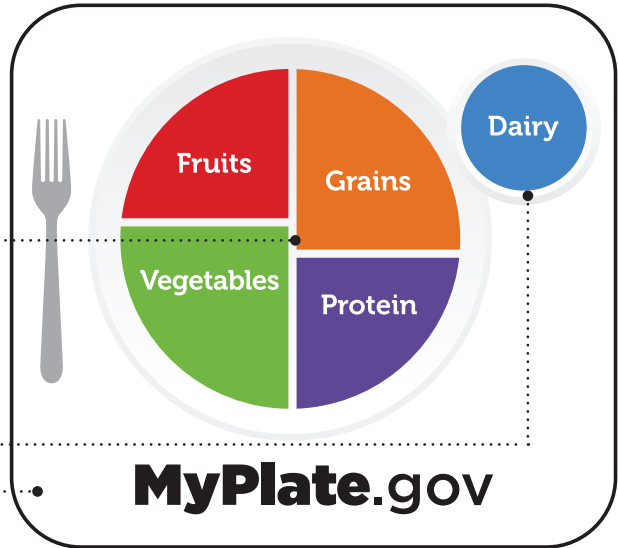 Fruits
Grains
Dairy
Vegetables
Protein
MyPlate.gov